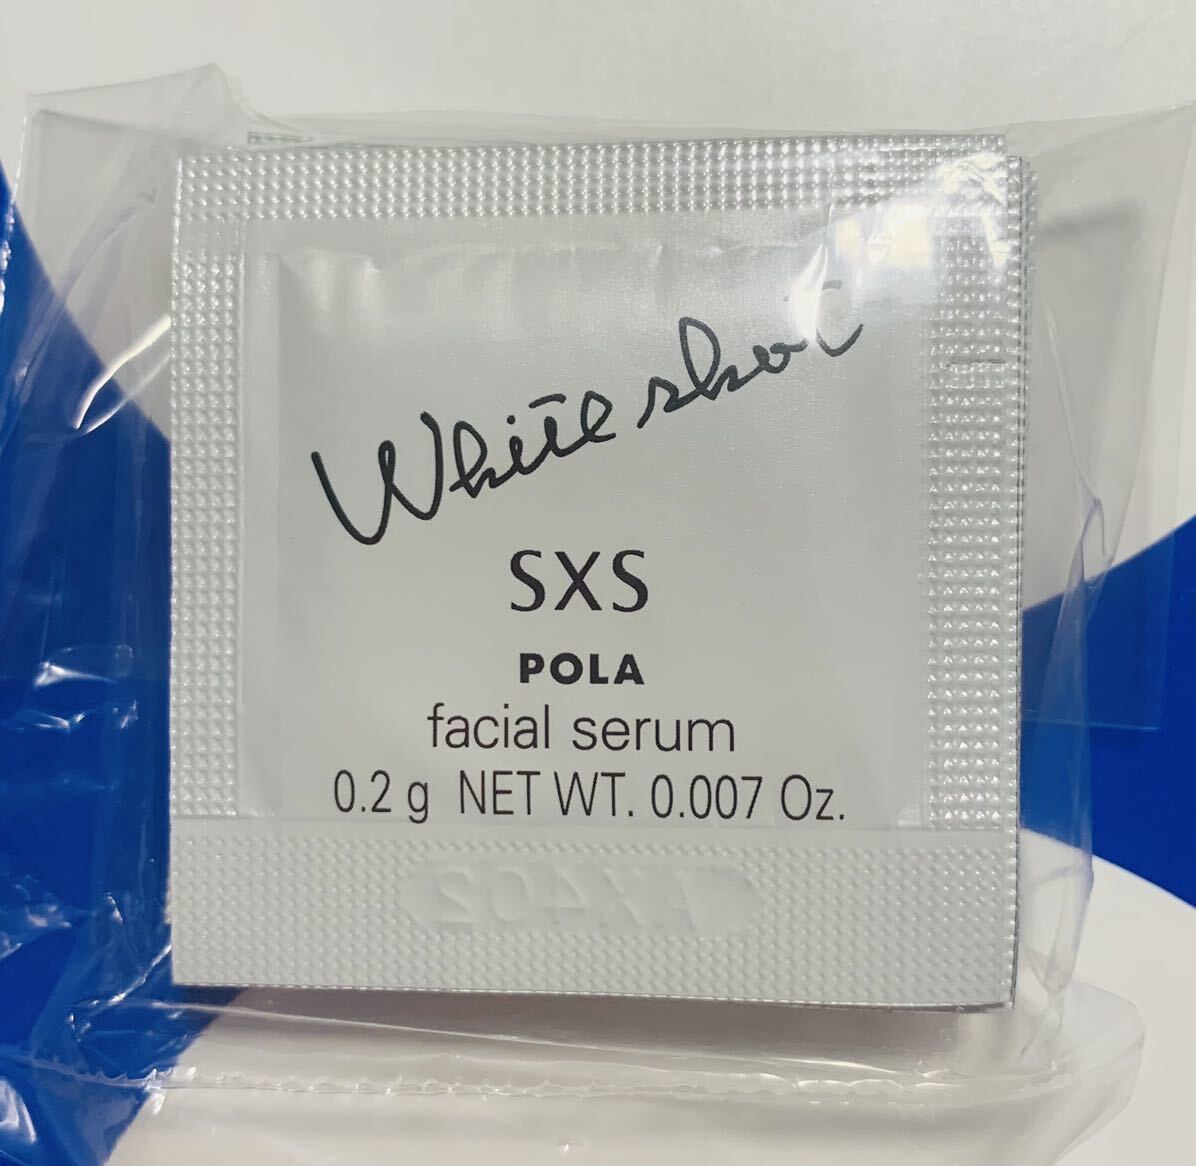 White shot
SXS
POLA
facial serum
0.2 g NET WT. 0.007 Oz.